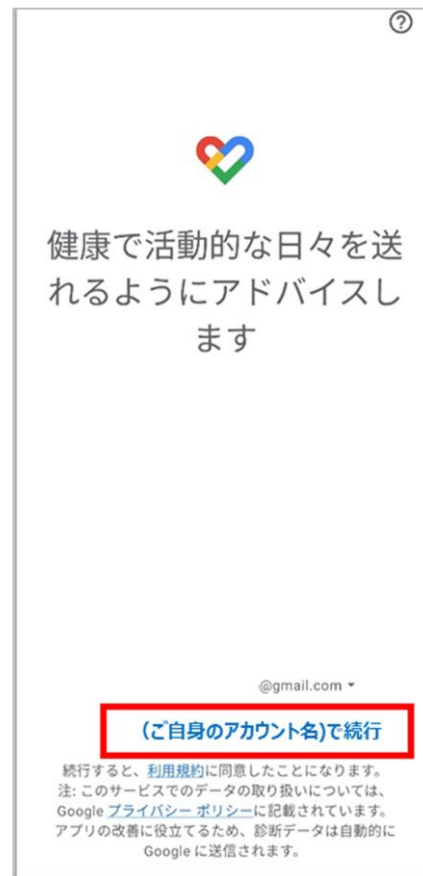 健康で活動的な日々を送
れるようにアドバイスし
ます
@gmail.com
(ご自身のアカウント名)で続行
続行すると、利用規約に同意したことになります。
注: このサービスでのデータの取り扱いについては、
Google プライバシー ポリシーに記載されています。
アプリの改善に役立てるため、診断データは自動的に
Google に送信されます。